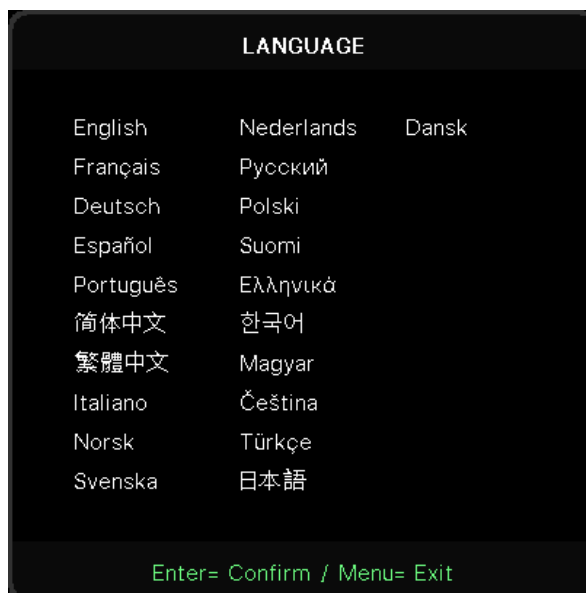 LANGUAGE
English Nederlands Dansk
Français Русский
Deutsch Polski
Español Suomi
Português Ελληνικά
简体中文 한국어
繁體中文 Magyar
Italiano Čeština
Norsk Türkçe
Svenska 日本語
Enter= Confirm / Menu= Exit